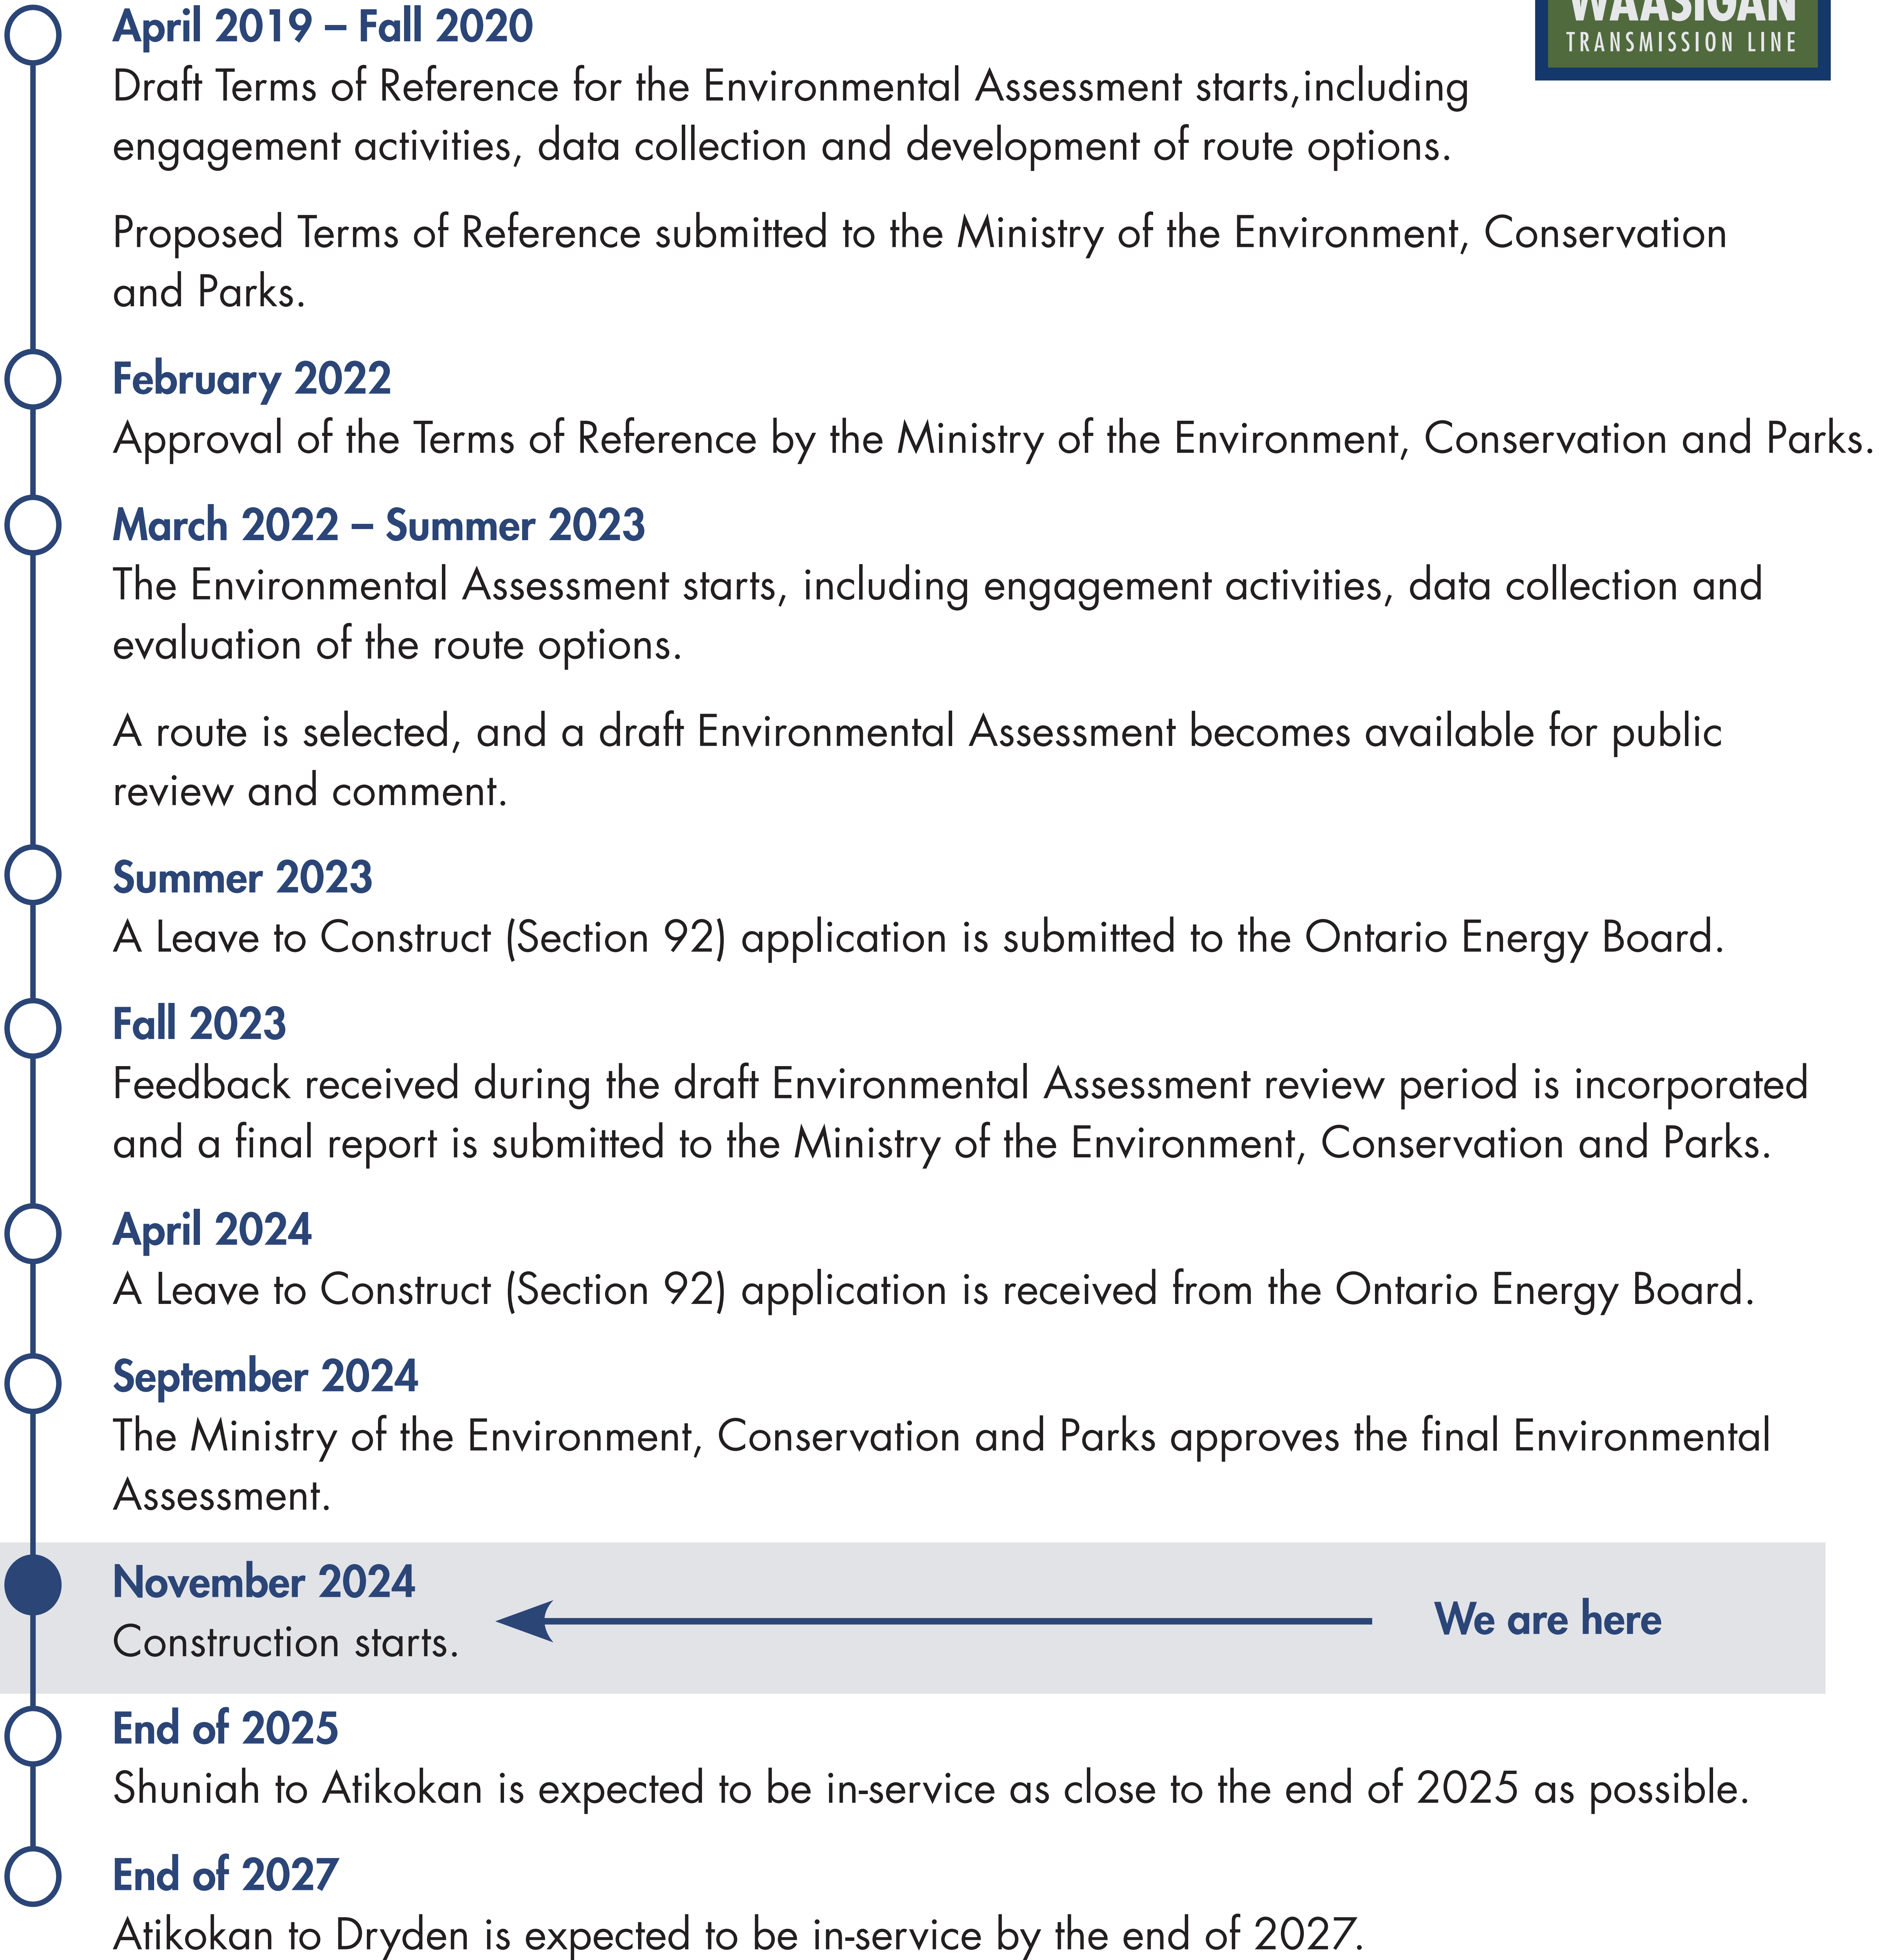 WAASIGAN
TRANSMISSION LINE
April 2019 – Fall 2020
Draft Terms of Reference for the Environmental Assessment starts,including
engagement activities, data collection and development of route options.
Proposed Terms of Reference submitted to the Ministry of the Environment, Conservation
and Parks.
February 2022
Approval of the Terms of Reference by the Ministry of the Environment, Conservation and Parks.
March 2022 – Summer 2023
The Environmental Assessment starts, including engagement activities, data collection and
evaluation of the route options.
A route is selected, and a draft Environmental Assessment becomes available for public
review and comment.
Summer 2023
A Leave to Construct (Section 92) application is submitted to the Ontario Energy Board.
Fall 2023
Feedback received during the draft Environmental Assessment review period is incorporated
and a final report is submitted to the Ministry of the Environment, Conservation and Parks.
April 2024
A Leave to Construct (Section 92) application is received from the Ontario Energy Board.
September 2024
The Ministry of the Environment, Conservation and Parks approves the final Environmental
Assessment.
November 2024
Construction starts.
We are here
End of 2025
Shuniah to Atikokan is expected to be in-service as close to the end of 2025 as possible.
End of 2027
Atikokan to Dryden is expected to be in-service by the end of 2027.